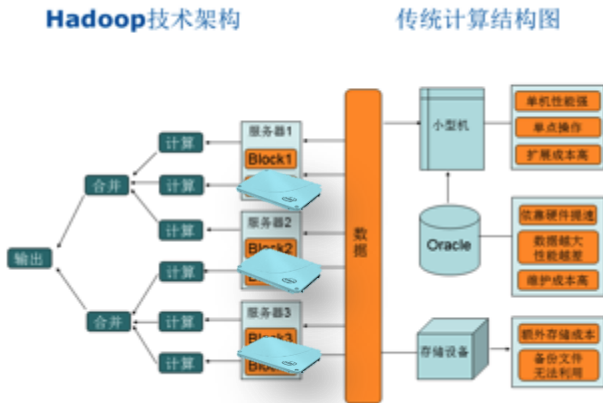 Hadoop技术架构
传统计算结构图
服务器1
Block1
服务器2
Block2
服务器3
Block3
Block
计算
计算
计算
计算
计算
计算
合并
合并
输出
数据
小型机
单机性能强
单点操作
扩展成本高
Oracle
依靠硬件提速
数据越大
性能越差
维护成本高
存储设备
额外存储成本
备份文件
无法利用